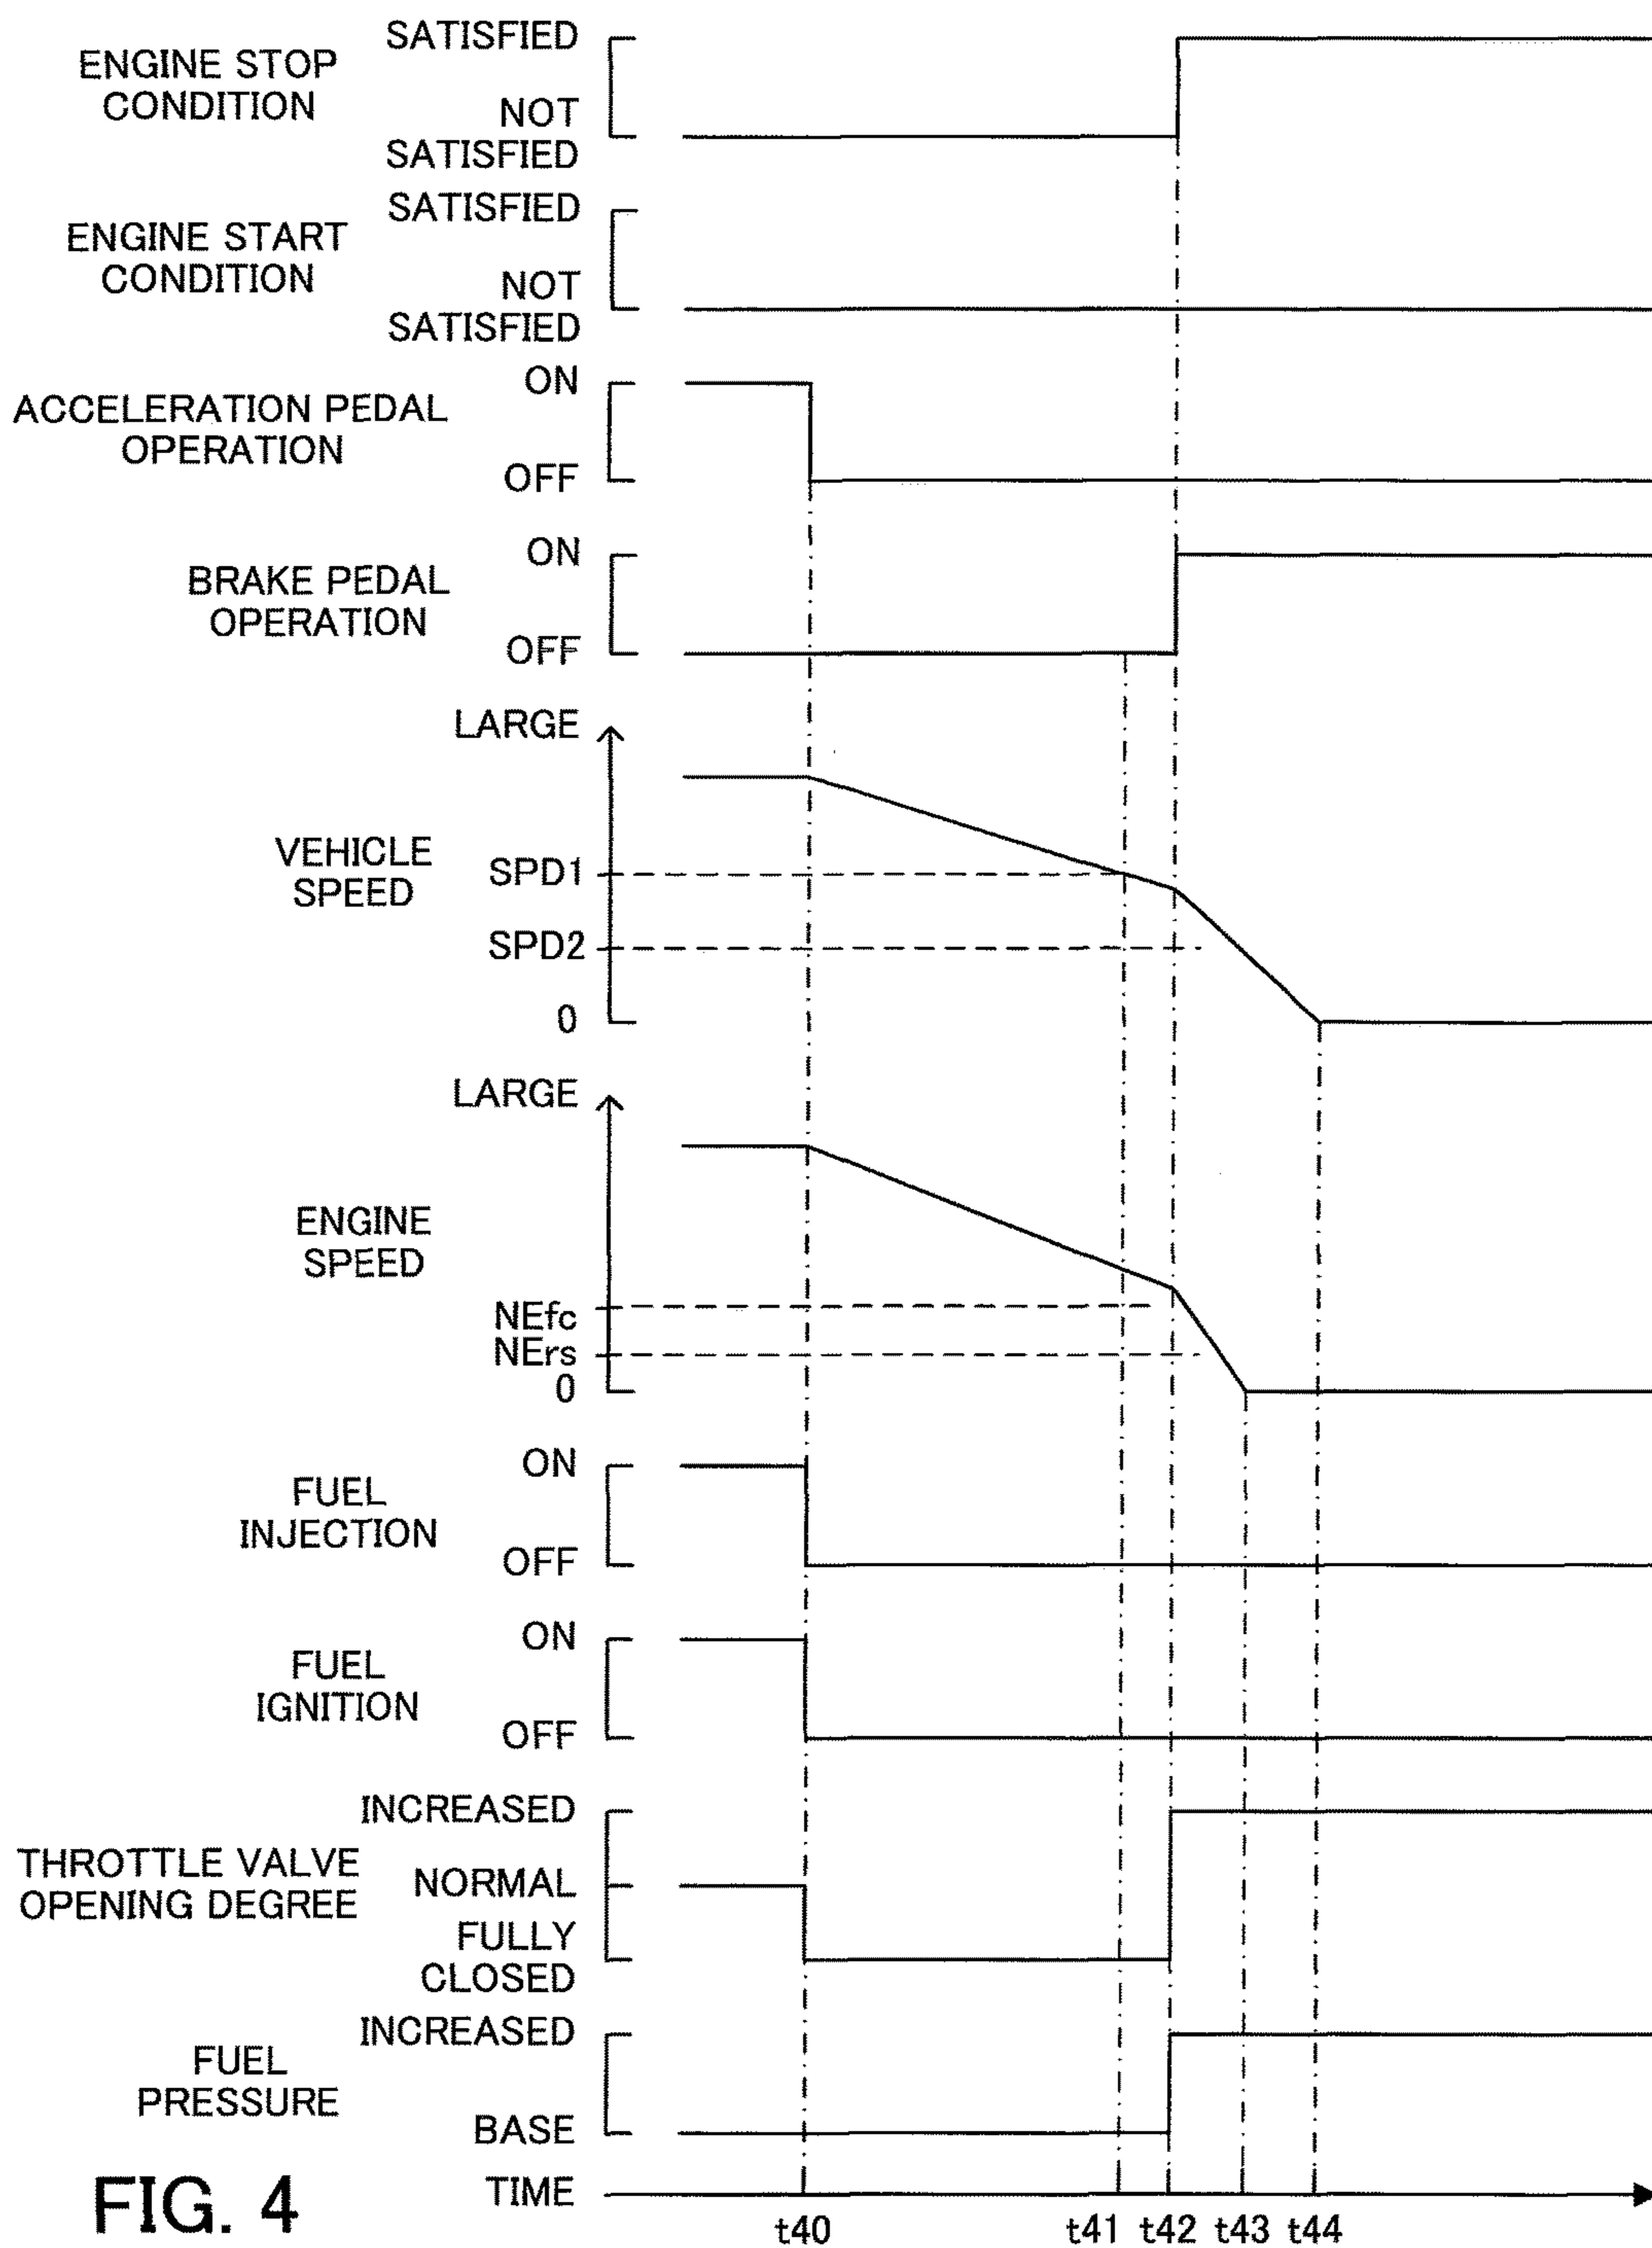 SATISFIED
ENGINE STOP
CONDITION
NOT
SATISFIED
SATISFIED
ENGINE START
CONDITION
NOT
SATISFIED
ON
ACCELERATION PEDAL
OPERATION
OFF
ON
BRAKE PEDAL
OPERATION
OFF
LARGE
VEHICLE
SPEED
SPD1
SPD2
0
LARGE
ENGINE
SPEED
NEfc
NErs
0
ON
FUEL
INJECTION
OFF
ON
FUEL
IGNITION
OFF
INCREASED
THROTTLE VALVE
OPENING DEGREE
NORMAL
FULLY
CLOSED
INCREASED
FUEL
PRESSURE
BASE
TIME
t40 t41 t42 t43 t44
FIG. 4